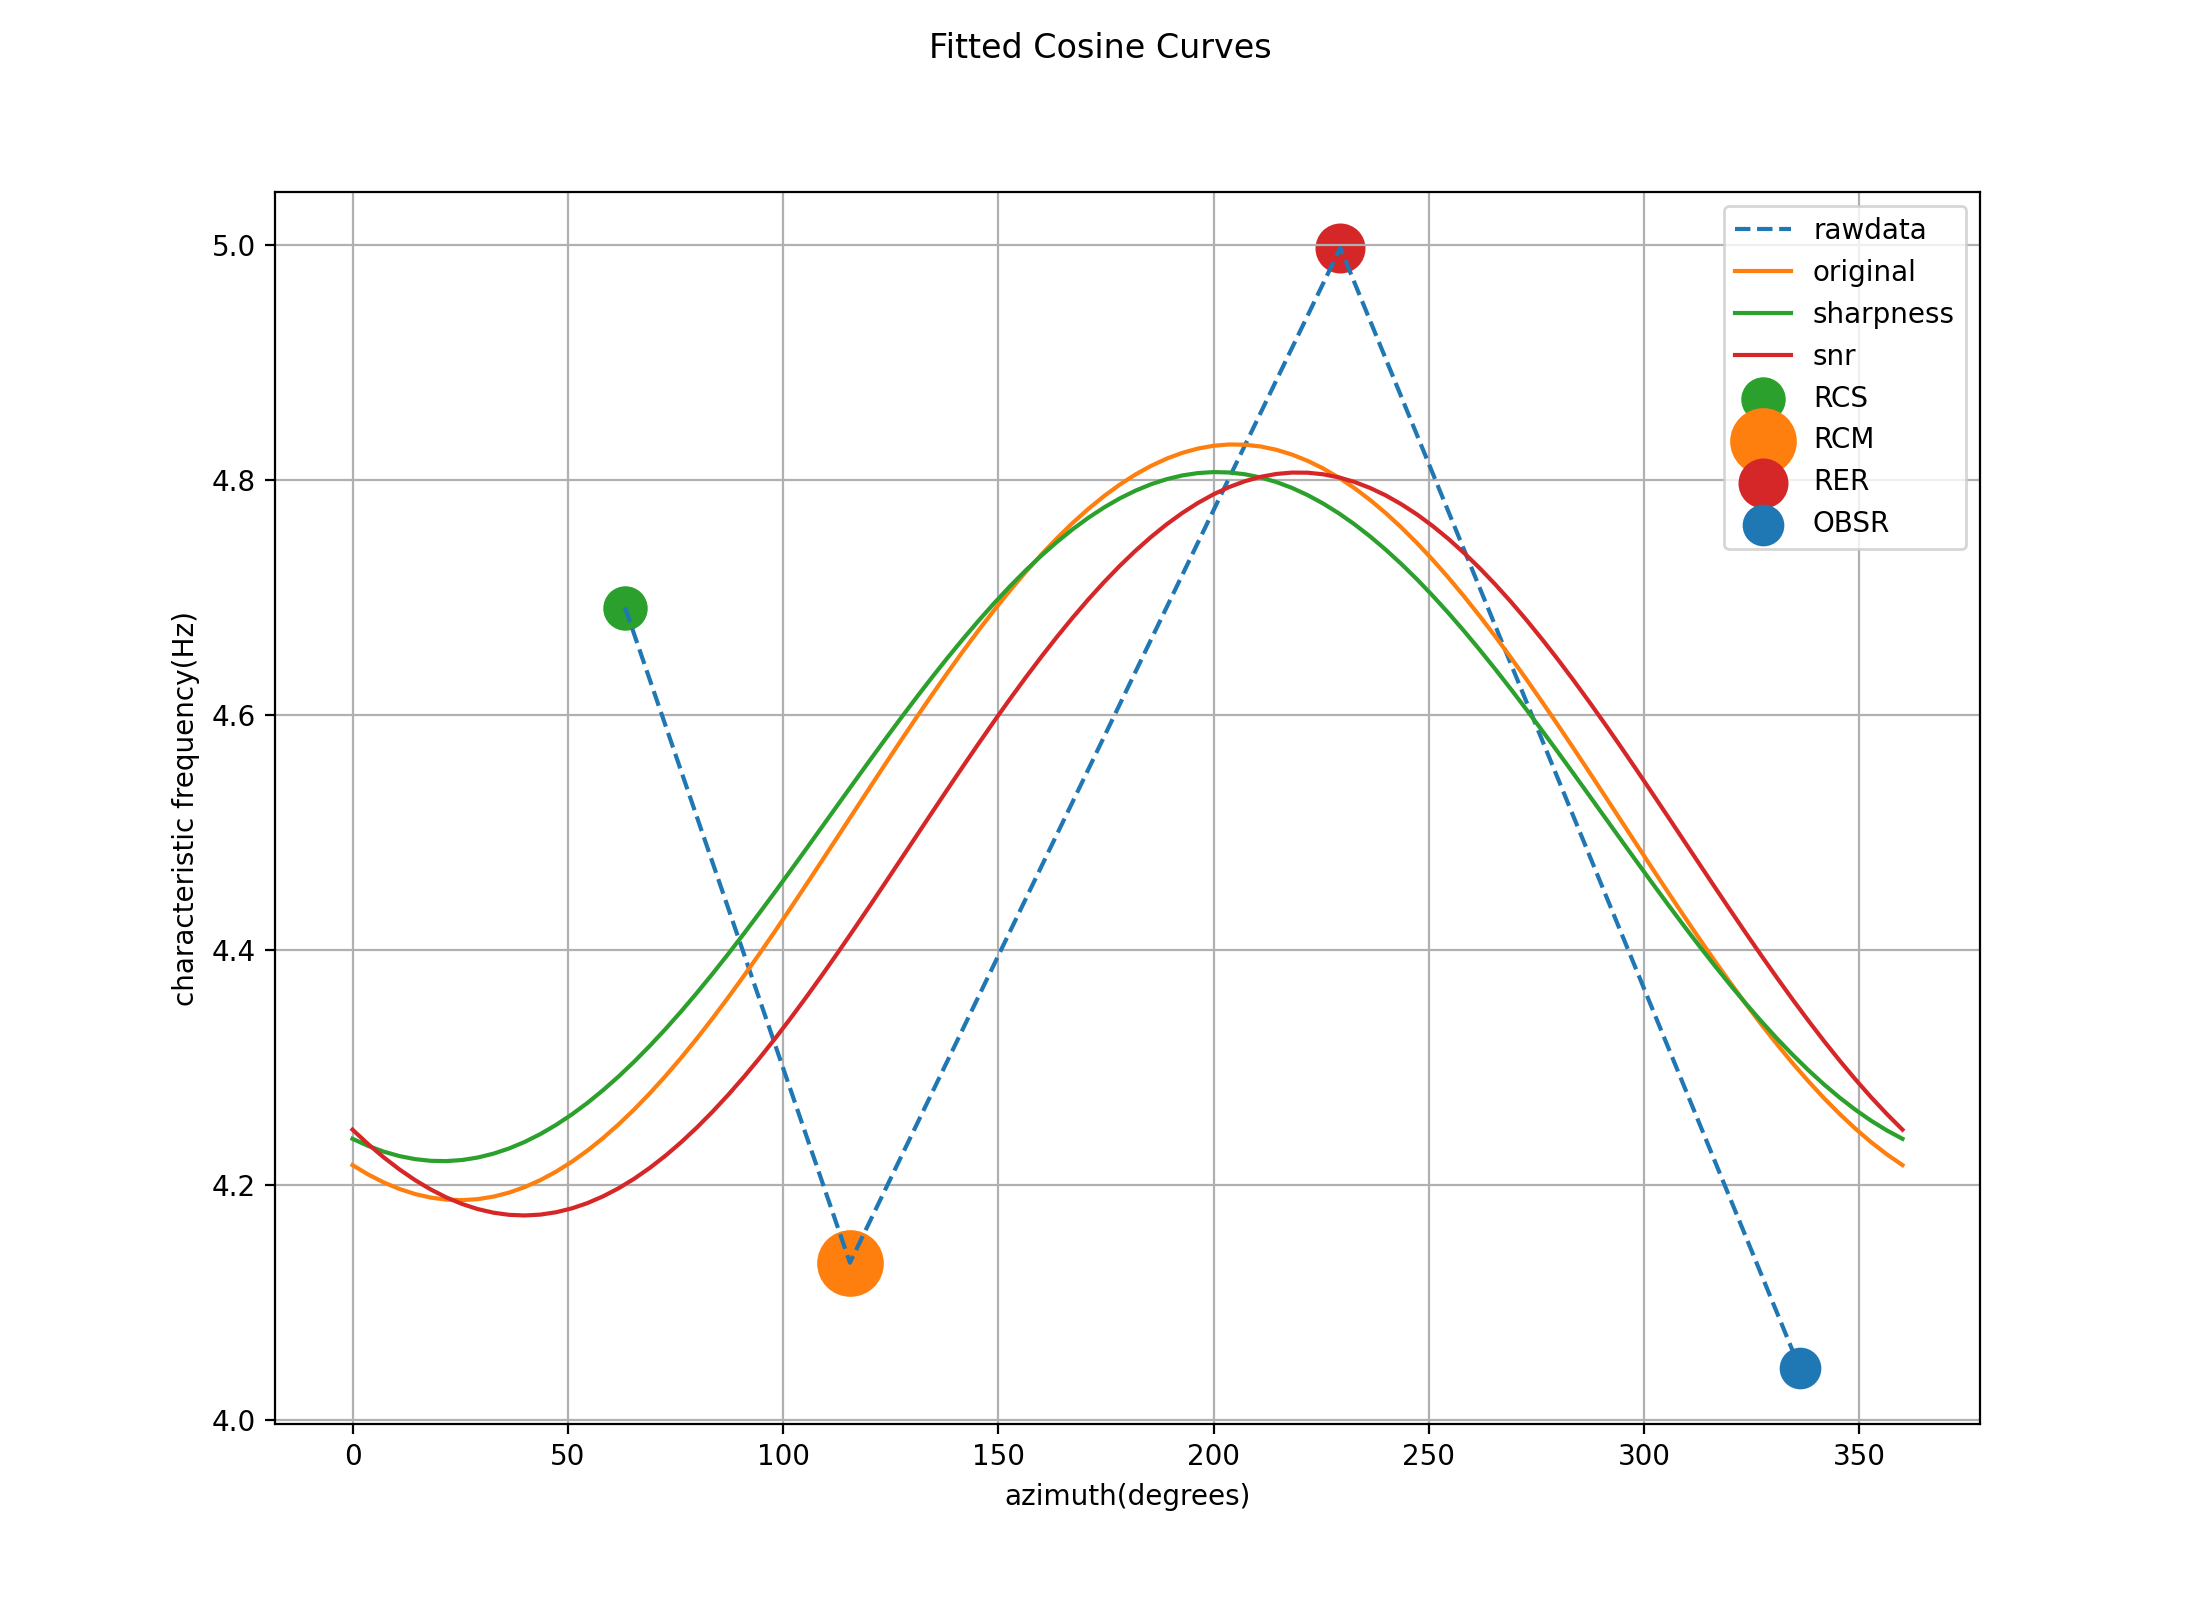 Fitted Cosine Curves
characteristic frequency(Hz)
5.0
4.8
4.6
4.4
4.2
4.0
rawdata
original
sharpness
snr
RCS
RCM
RER
OBSR
0 50 100 150 200 250 300 350
azimuth(degrees)